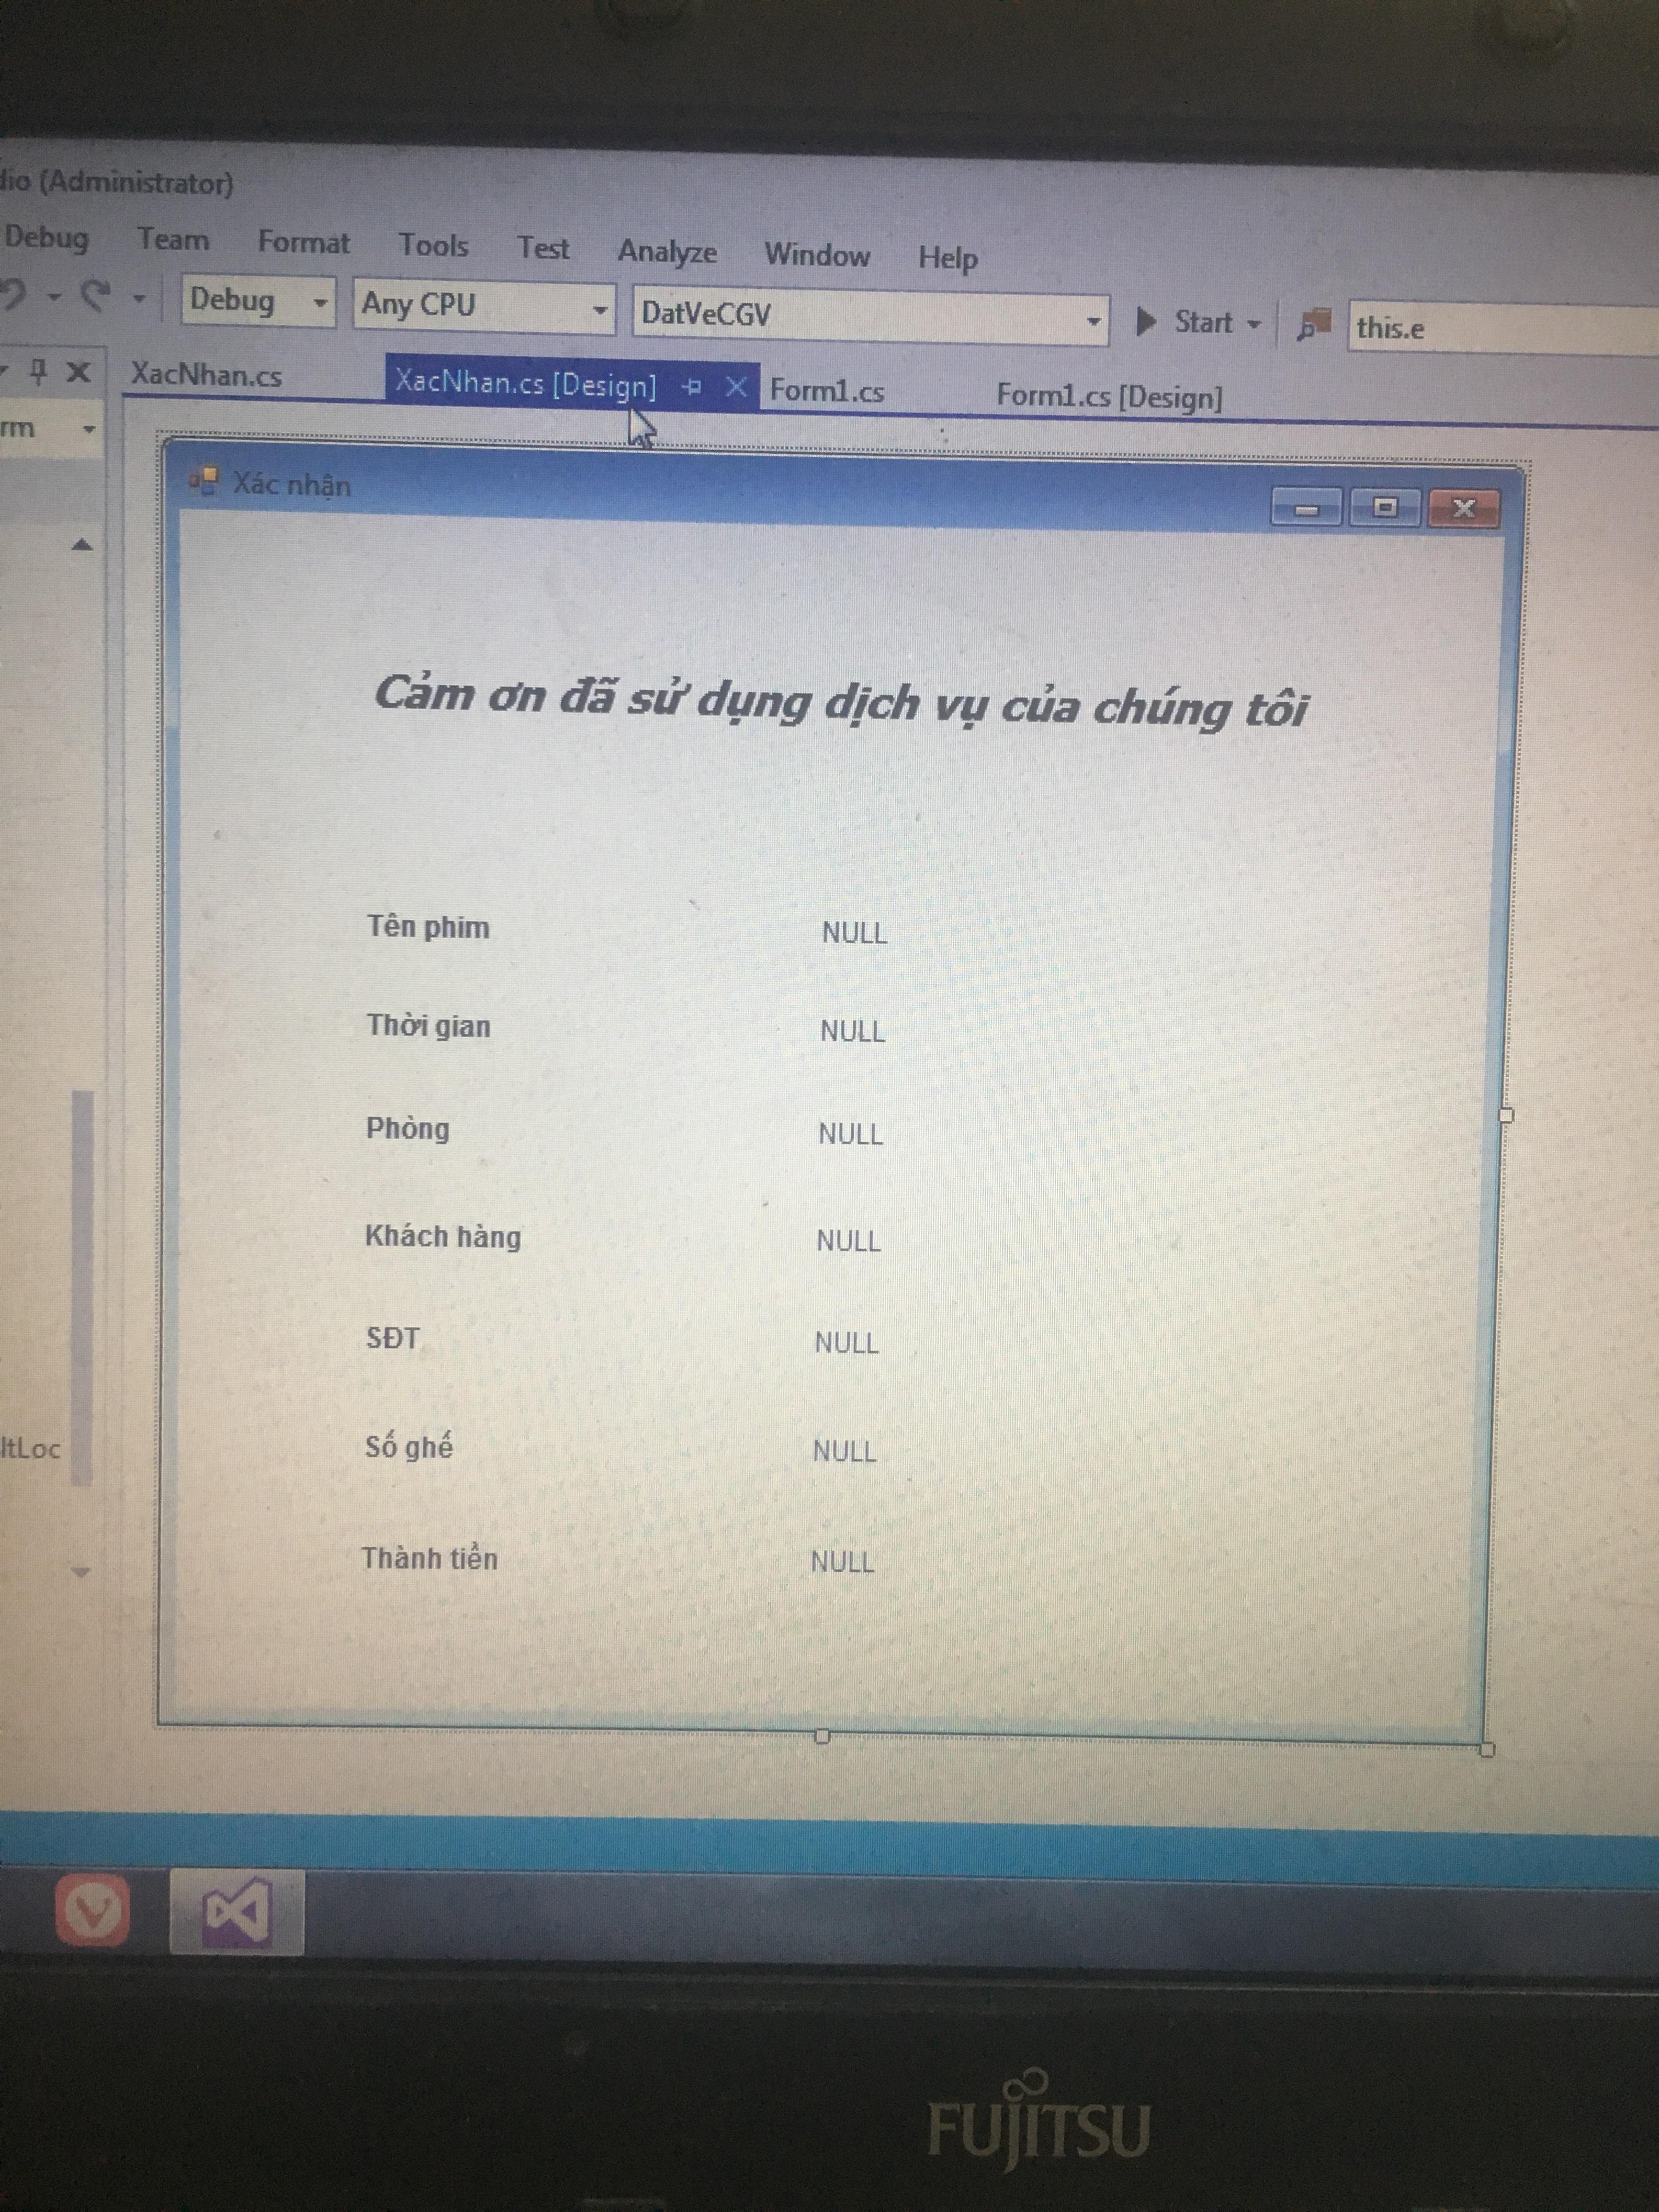 dio (Administrator)
Debug Team Format Tools Test Analyze Window Help
Debug Any CPU DatVeCGV Start this.e
XacNhan.cs XacNhan.cs [Design] Form1.cs Form1.cs [Design]
rm
Xác nhận
Cảm ơn đã sử dụng dịch vụ của chúng tôi
Tên phim NULL
Thời gian NULL
Phòng NULL
Khách hàng NULL
SĐT NULL
Số ghế NULL
ltLoc
Thành tiền NULL
FUJITSU